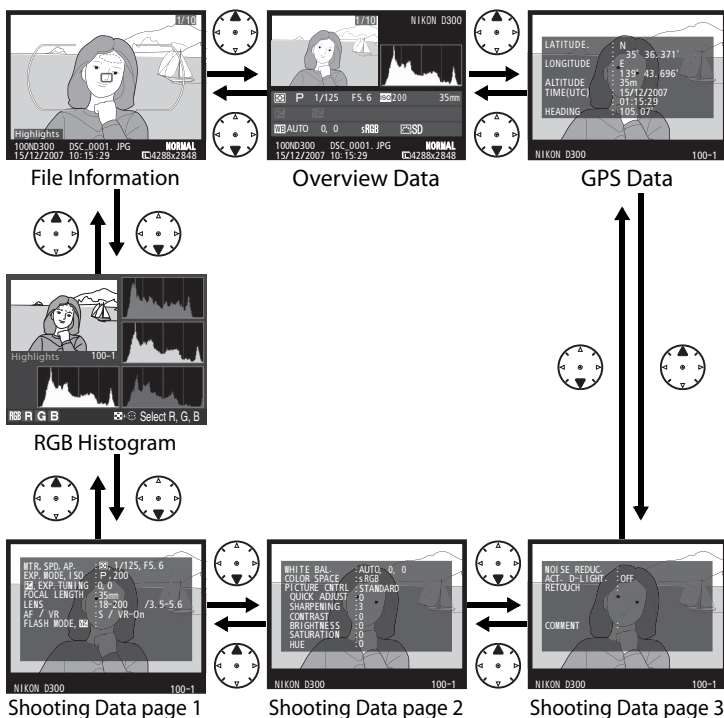 1/10
Highlights
100ND300 DSC_0001. JPG NORMAL
15/12/2007 10:15:29 4288x2848
File Information
1/10 NIKON D300
P 1/125 F5.6 ISO 200 35mm
WB AUTO 0, 0 sRGB SD
100ND300 DSC_0001. JPG NORMAL
15/12/2007 10:15:29 4288x2848
Overview Data
LATITUDE. : N
: 35° 36.371'
LONGITUDE : E
: 139° 43.696'
ALTITUDE : 35m
TIME(UTC) : 15/12/2007
: 01:15:29
HEADING : 105.07°
NIKON D300 100-1
GPS Data
Highlights 100-1
RGB R G B Select R, G, B
RGB Histogram
MTR, SPD, AP. : , 1/125, F5.6
EXP. MODE, ISO : P, 200
, EXP. TUNING : 0, 0
FOCAL LENGTH : 35mm
LENS : 18-200 /3.5-5.6
AF / VR : S / VR-On
FLASH MODE, :
NIKON D300 100-1
Shooting Data page 1
WHITE BAL. : AUTO, 0, 0
COLOR SPACE : sRGB
PICTURE CNTRL : STANDARD
QUICK ADJUST : 0
SHARPENING : 3
CONTRAST : 0
BRIGHTNESS : 0
SATURATION : 0
HUE : 0
NIKON D300 100-1
Shooting Data page 2
NOISE REDUC. :
ACT. D-LIGHT. : OFF
RETOUCH :
COMMENT :
NIKON D300 100-1
Shooting Data page 3